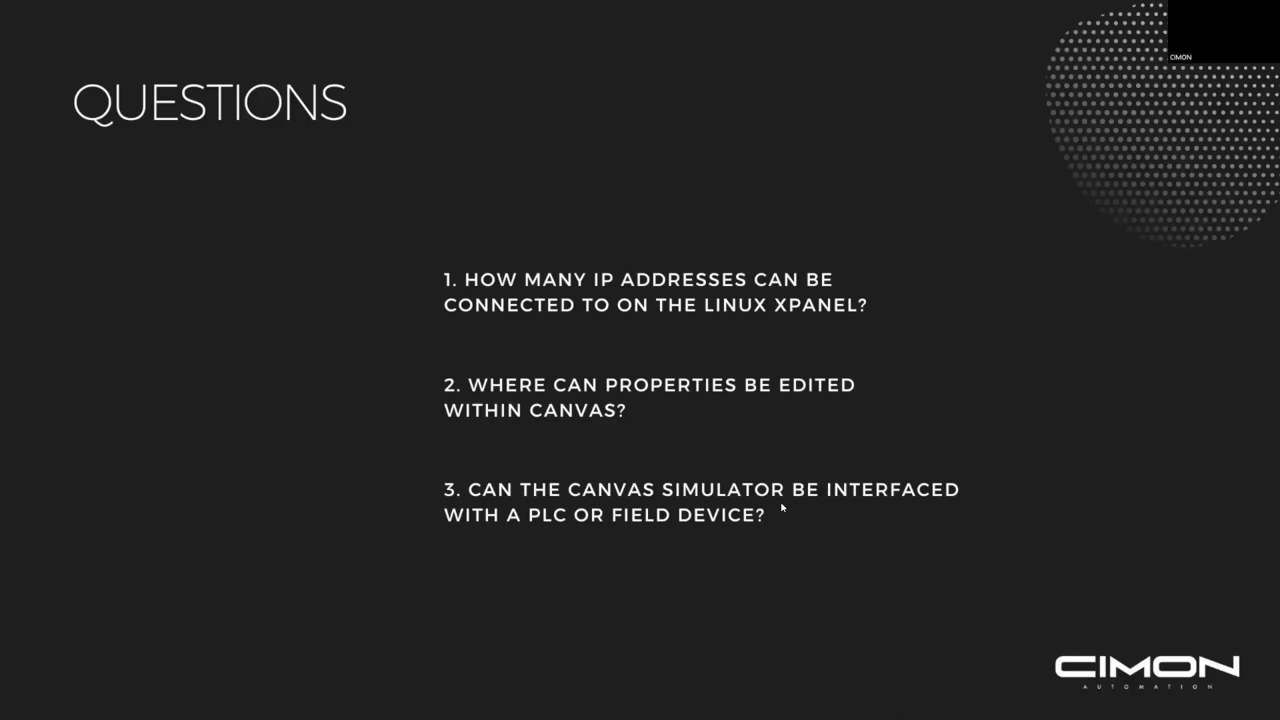 CIMON
QUESTIONS
1. HOW MANY IP ADDRESSES CAN BE
CONNECTED TO ON THE LINUX XPANEL?
2. WHERE CAN PROPERTIES BE EDITED
WITHIN CANVAS?
3. CAN THE CANVAS SIMULATOR BE INTERFACED
WITH A PLC OR FIELD DEVICE?
CIMON
AUTOMATION